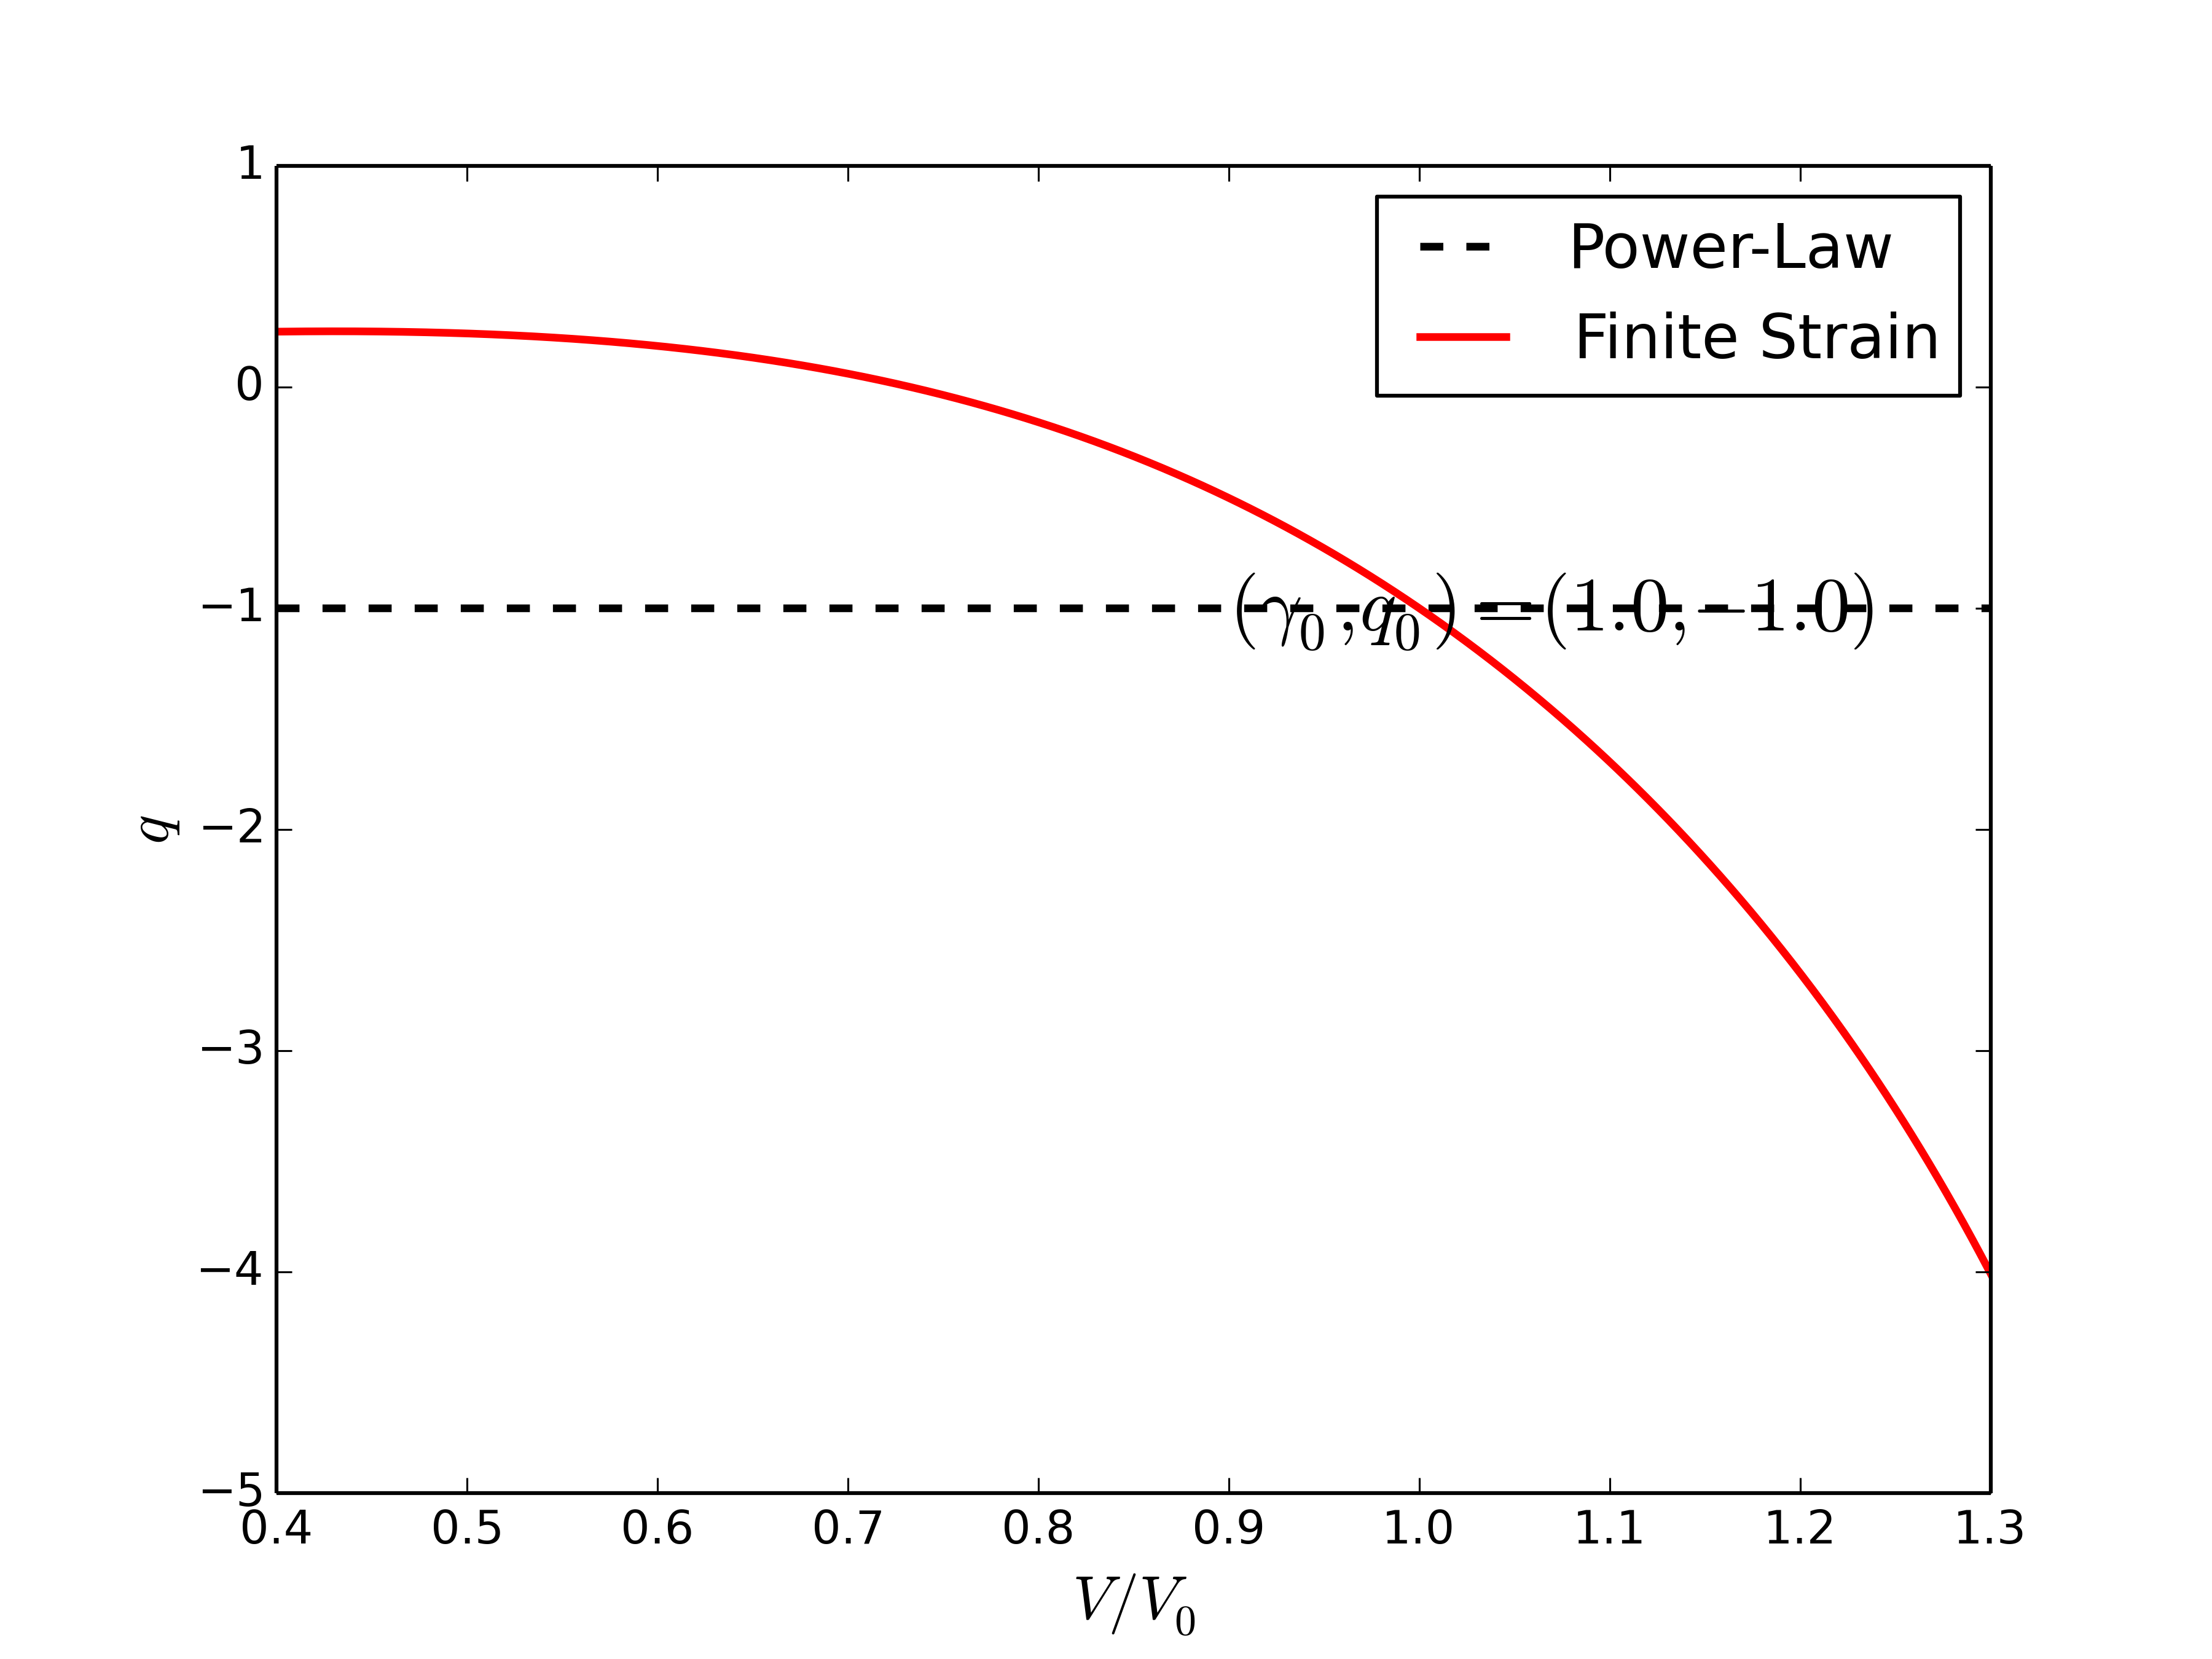 1
0
−1
−2
−3
−4
−5
q
Power-Law
Finite Strain
(γ₀,q₀)=(1.0,−1.0)
0.4 0.5 0.6 0.7 0.8 0.9 1.0 1.1 1.2 1.3
V/V₀